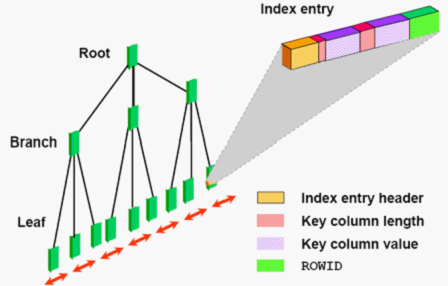 Index entry
Root
Branch
Leaf
Index entry header
Key column length
Key column value
ROWID